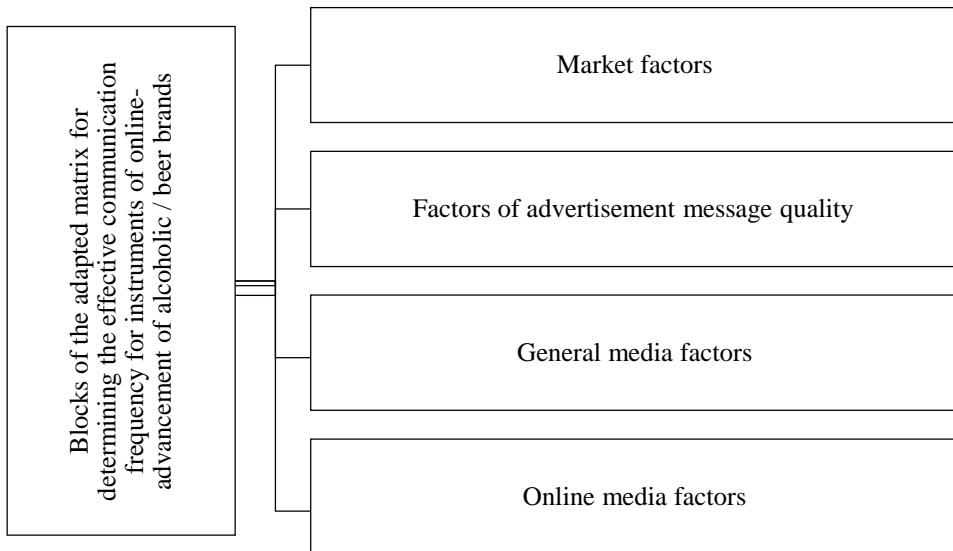 Blocks of the adapted matrix for
determining the effective communication
frequency for instruments of online-
advancement of alcoholic / beer brands
Market factors
Factors of advertisement message quality
General media factors
Online media factors